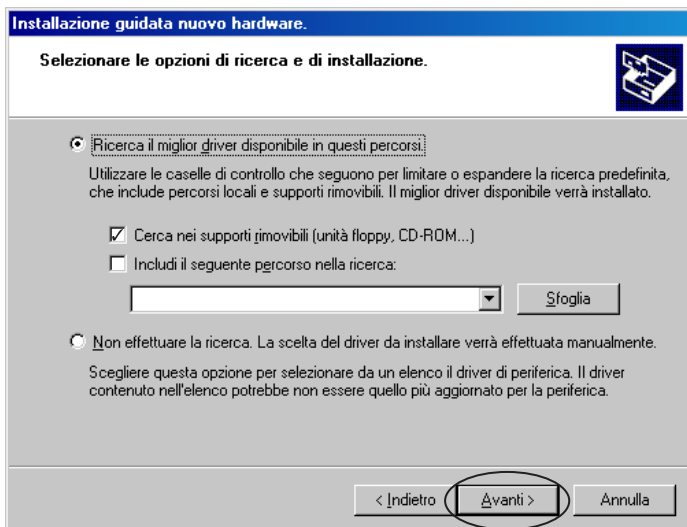 Installazione guidata nuovo hardware.
Selezionare le opzioni di ricerca e di installazione.
Ricerca il miglior driver disponibile in questi percorsi.
Utilizzare le caselle di controllo che seguono per limitare o espandere la ricerca predefinita,
che include percorsi locali e supporti rimovibili. Il miglior driver disponibile verrà installato.
Cerca nei supporti rimovibili (unità floppy, CD-ROM...)
Includi il seguente percorso nella ricerca:
Sfoglia
Non effettuare la ricerca. La scelta del driver da installare verrà effettuata manualmente.
Scegliere questa opzione per selezionare da un elenco il driver di periferica. Il driver
contenuto nell'elenco potrebbe non essere quello più aggiornato per la periferica.
< Indietro Avanti > Annulla